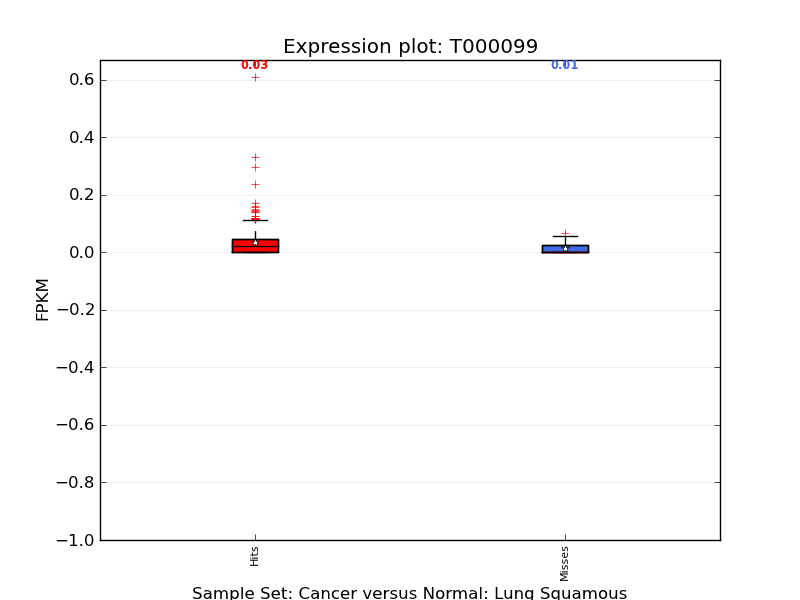 Expression plot: T000099
0.03
0.01
0.6
0.4
0.2
0.0
−0.2
−0.4
−0.6
−0.8
−1.0
FPKM
Hits
Misses
Sample Set: Cancer versus Normal: Lung Squamous